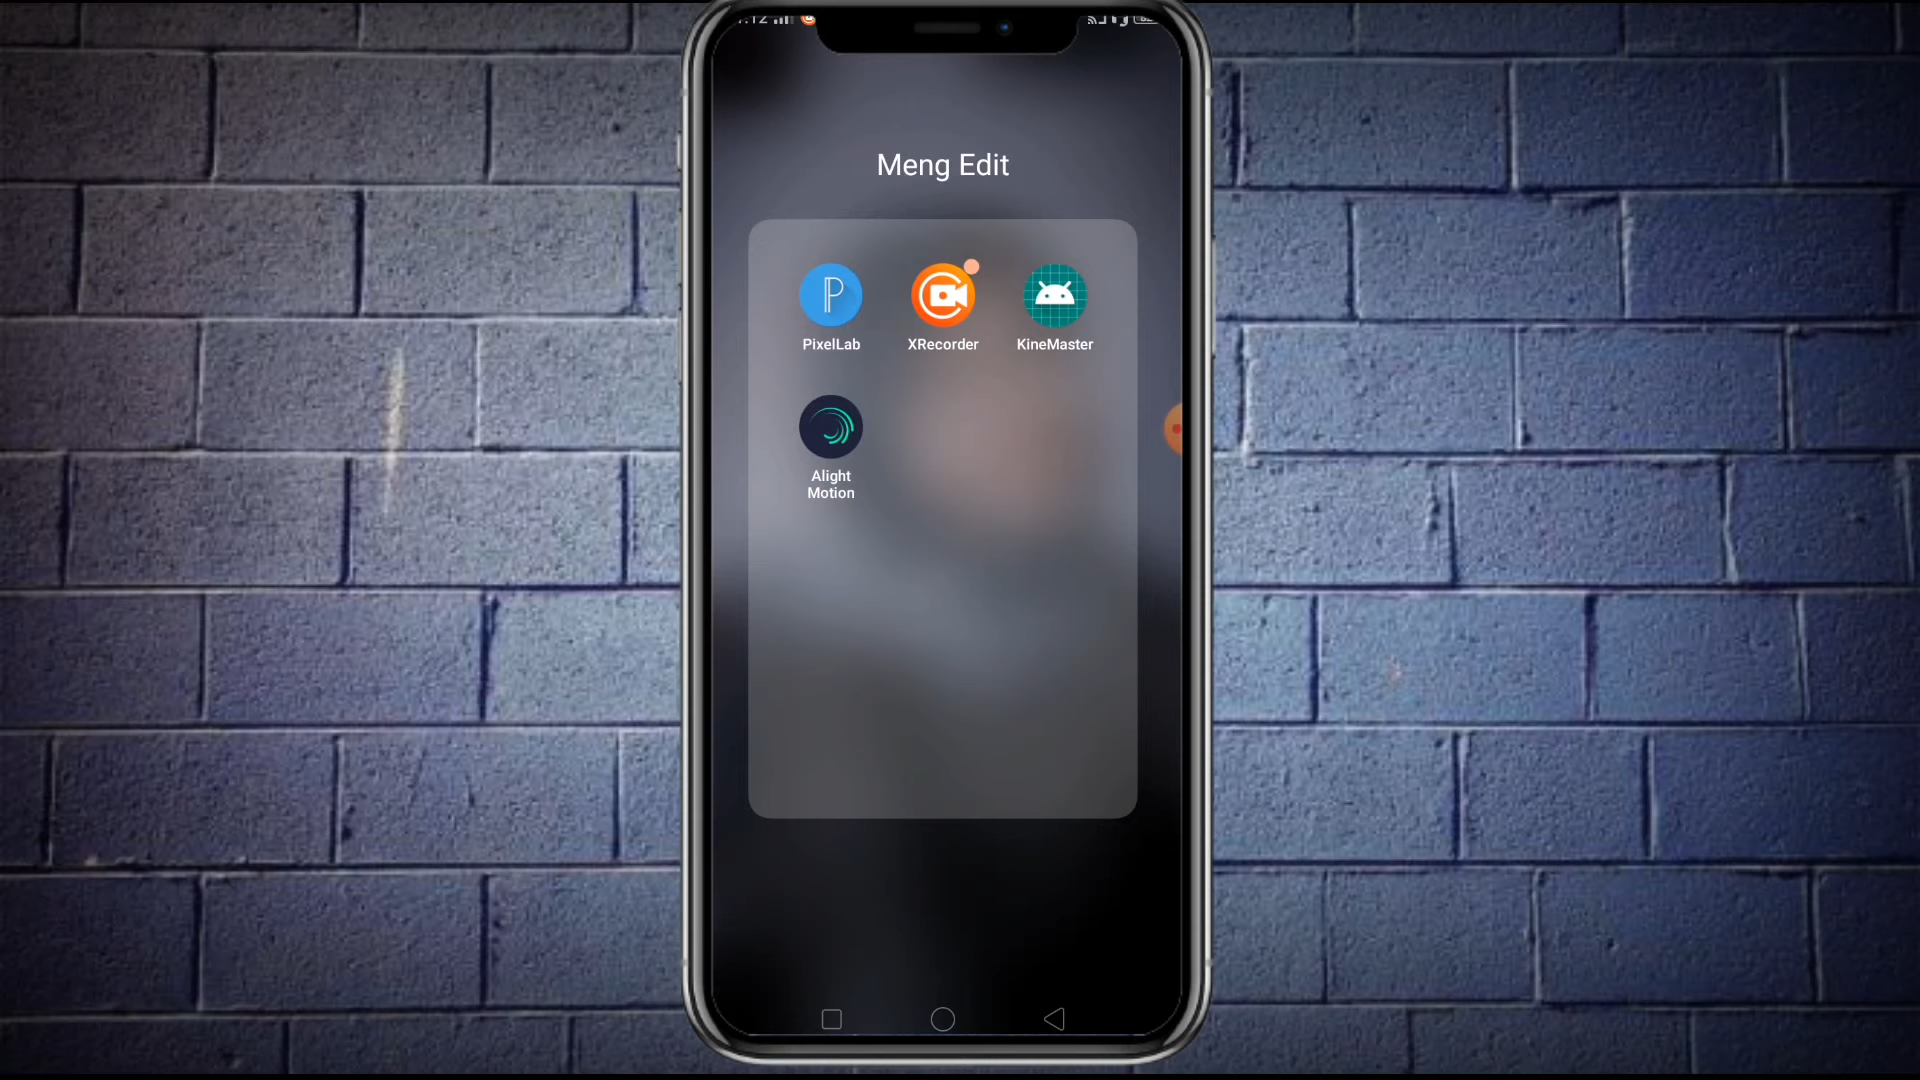 Meng Edit
PixelLab
XRecorder
KineMaster
Alight
Motion